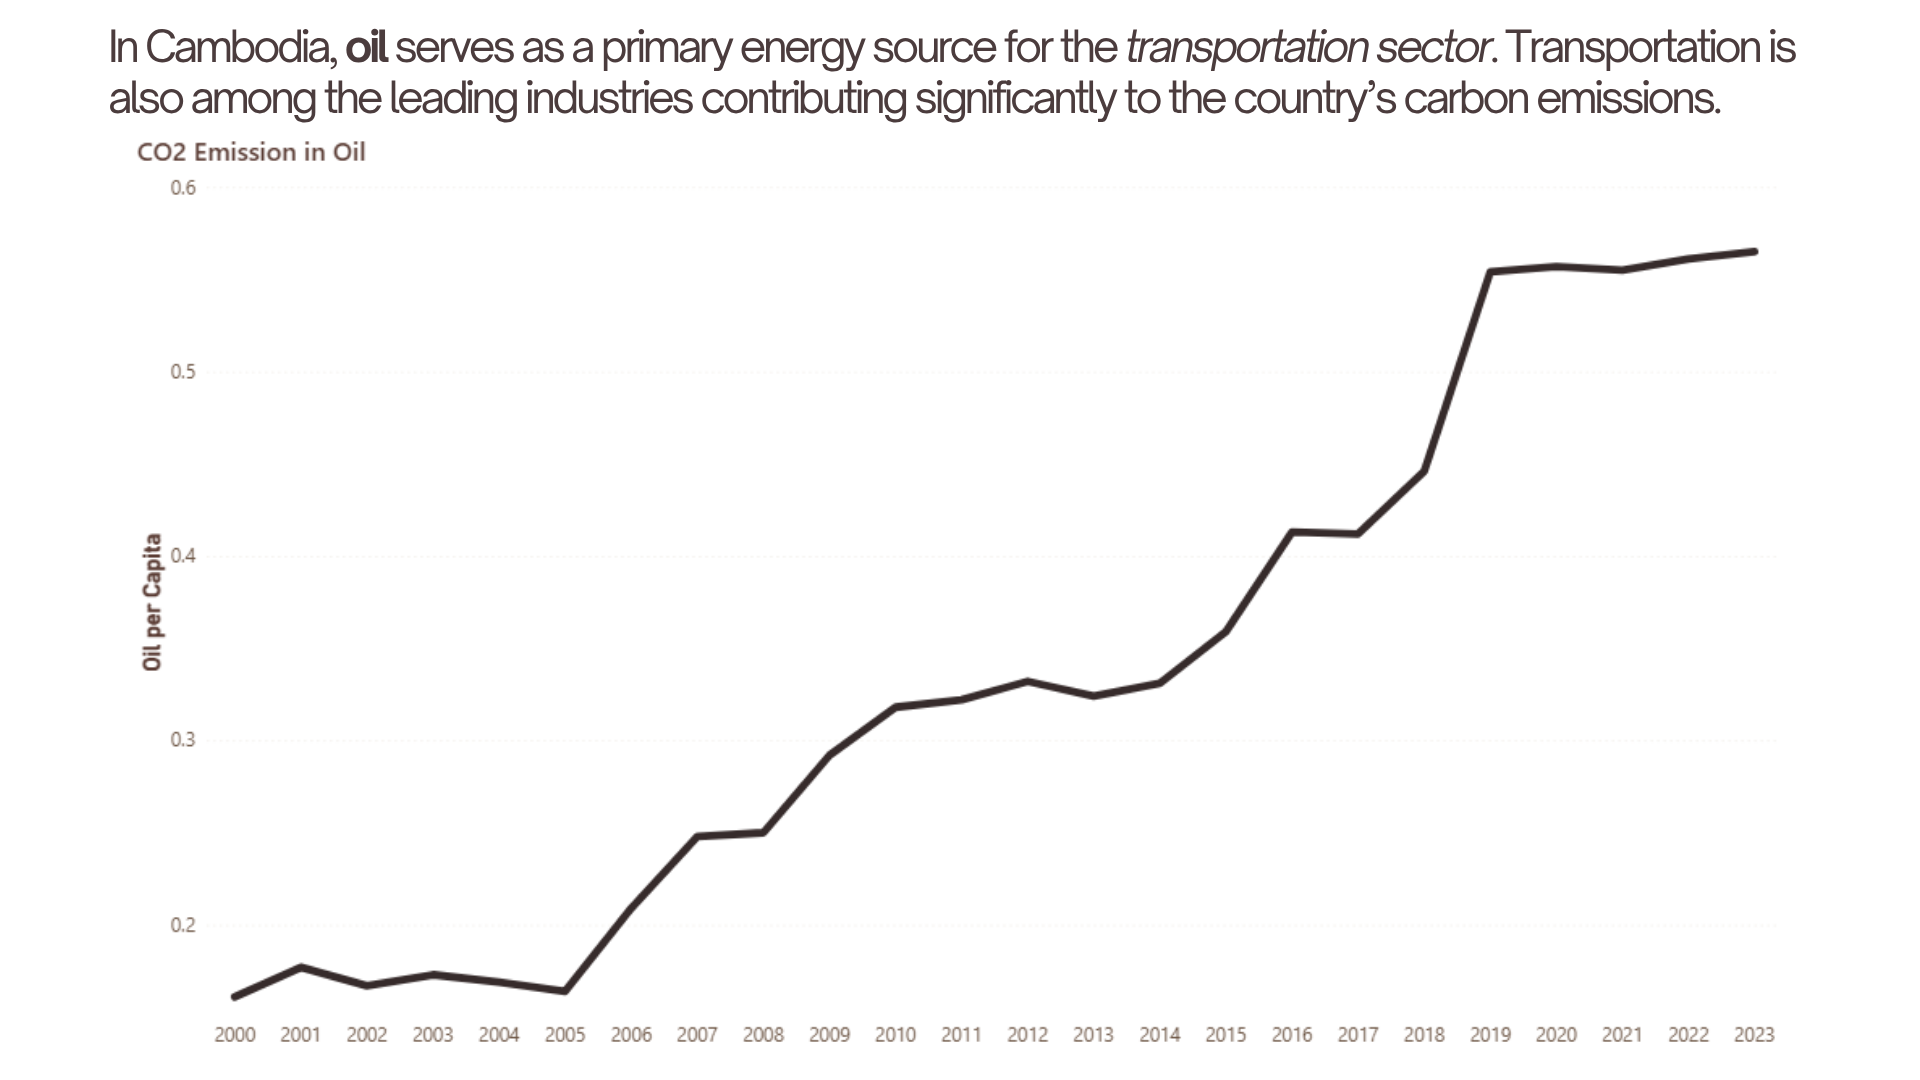 In Cambodia, oil serves as a primary energy source for the transportation sector. Transportation is
also among the leading industries contributing significantly to the country’s carbon emissions.
CO2 Emission in Oil
0.6
0.5
0.4
0.3
0.2
Oil per Capita
2000 2001 2002 2003 2004 2005 2006 2007 2008 2009 2010 2011 2012 2013 2014 2015 2016 2017 2018 2019 2020 2021 2022 2023